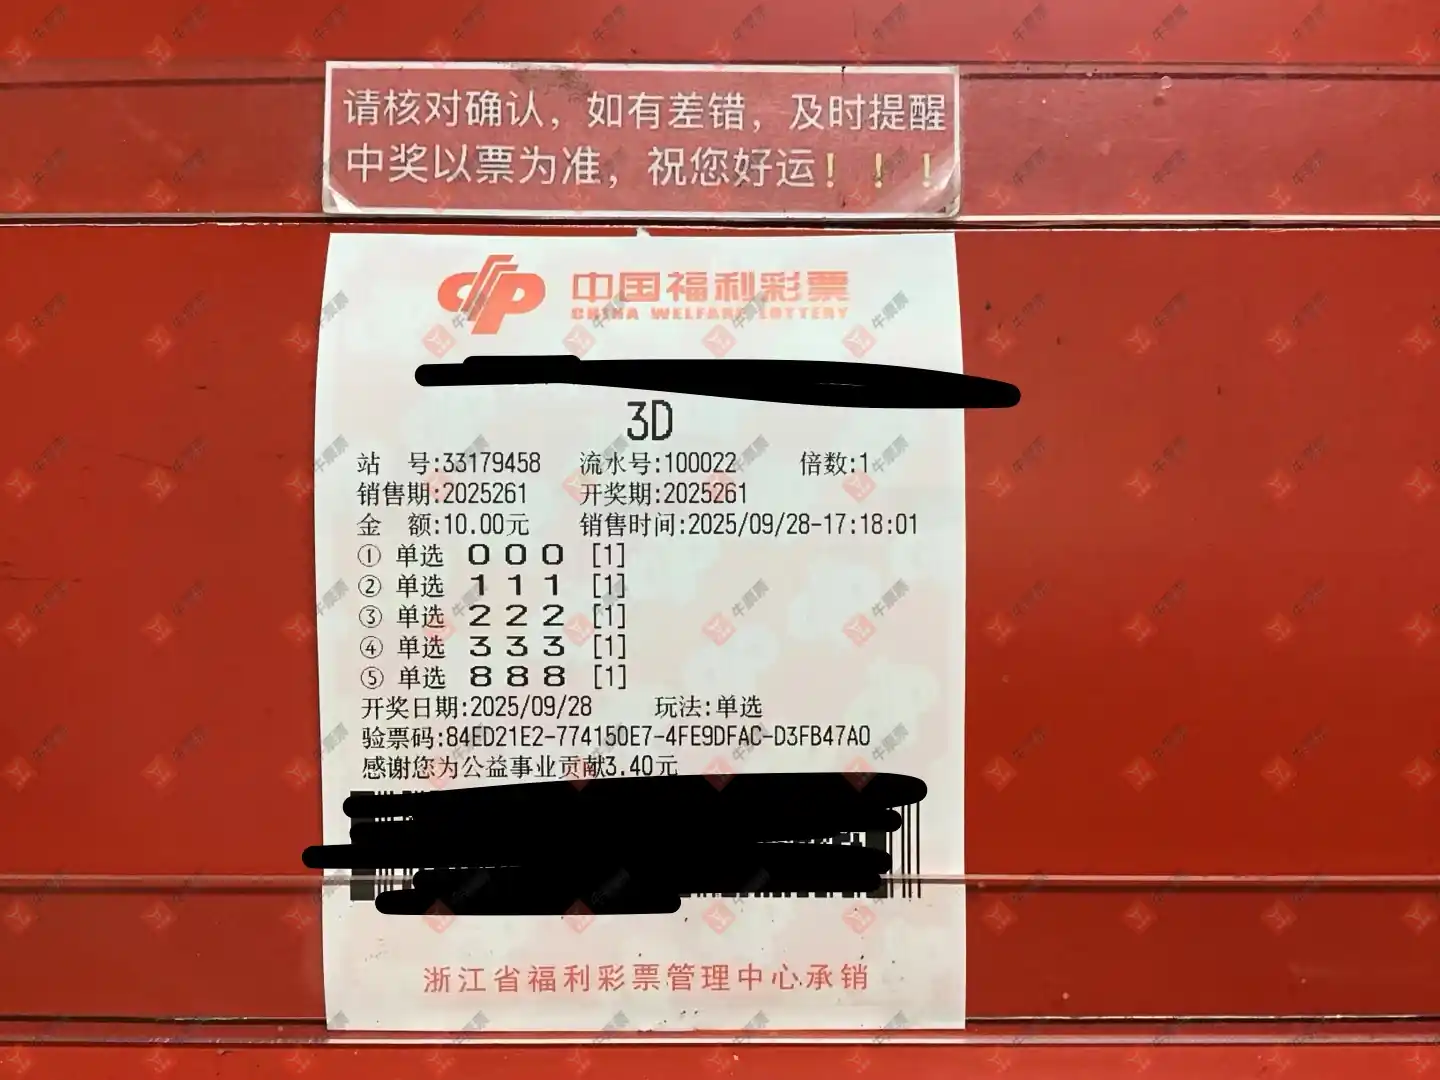 请核对确认，如有差错，及时提醒
中奖以票为准，祝您好运！！！
中国福利彩票
CHINA WELFARE LOTTERY
3D
站 号:33179458 流水号:100022 倍数:1
销售期:2025261 开奖期:2025261
金 额:10.00元 销售时间:2025/09/28-17:18:01
① 单选 0 0 0 [1]
② 单选 1 1 1 [1]
③ 单选 2 2 2 [1]
④ 单选 3 3 3 [1]
⑤ 单选 8 8 8 [1]
开奖日期:2025/09/28 玩法:单选
验票码:84ED21E2-774150E7-4FE9DFAC-D3FB47A0
感谢您为公益事业贡献3.40元
浙江省福利彩票管理中心承销
牛票票